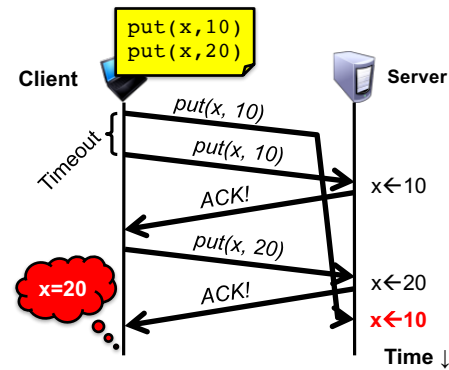 put(x,10)
put(x,20)
Client
Server
put(x, 10)
Timeout
put(x, 10)
x←10
ACK!
put(x, 20)
x=20
x←20
ACK!
x←10
Time ↓